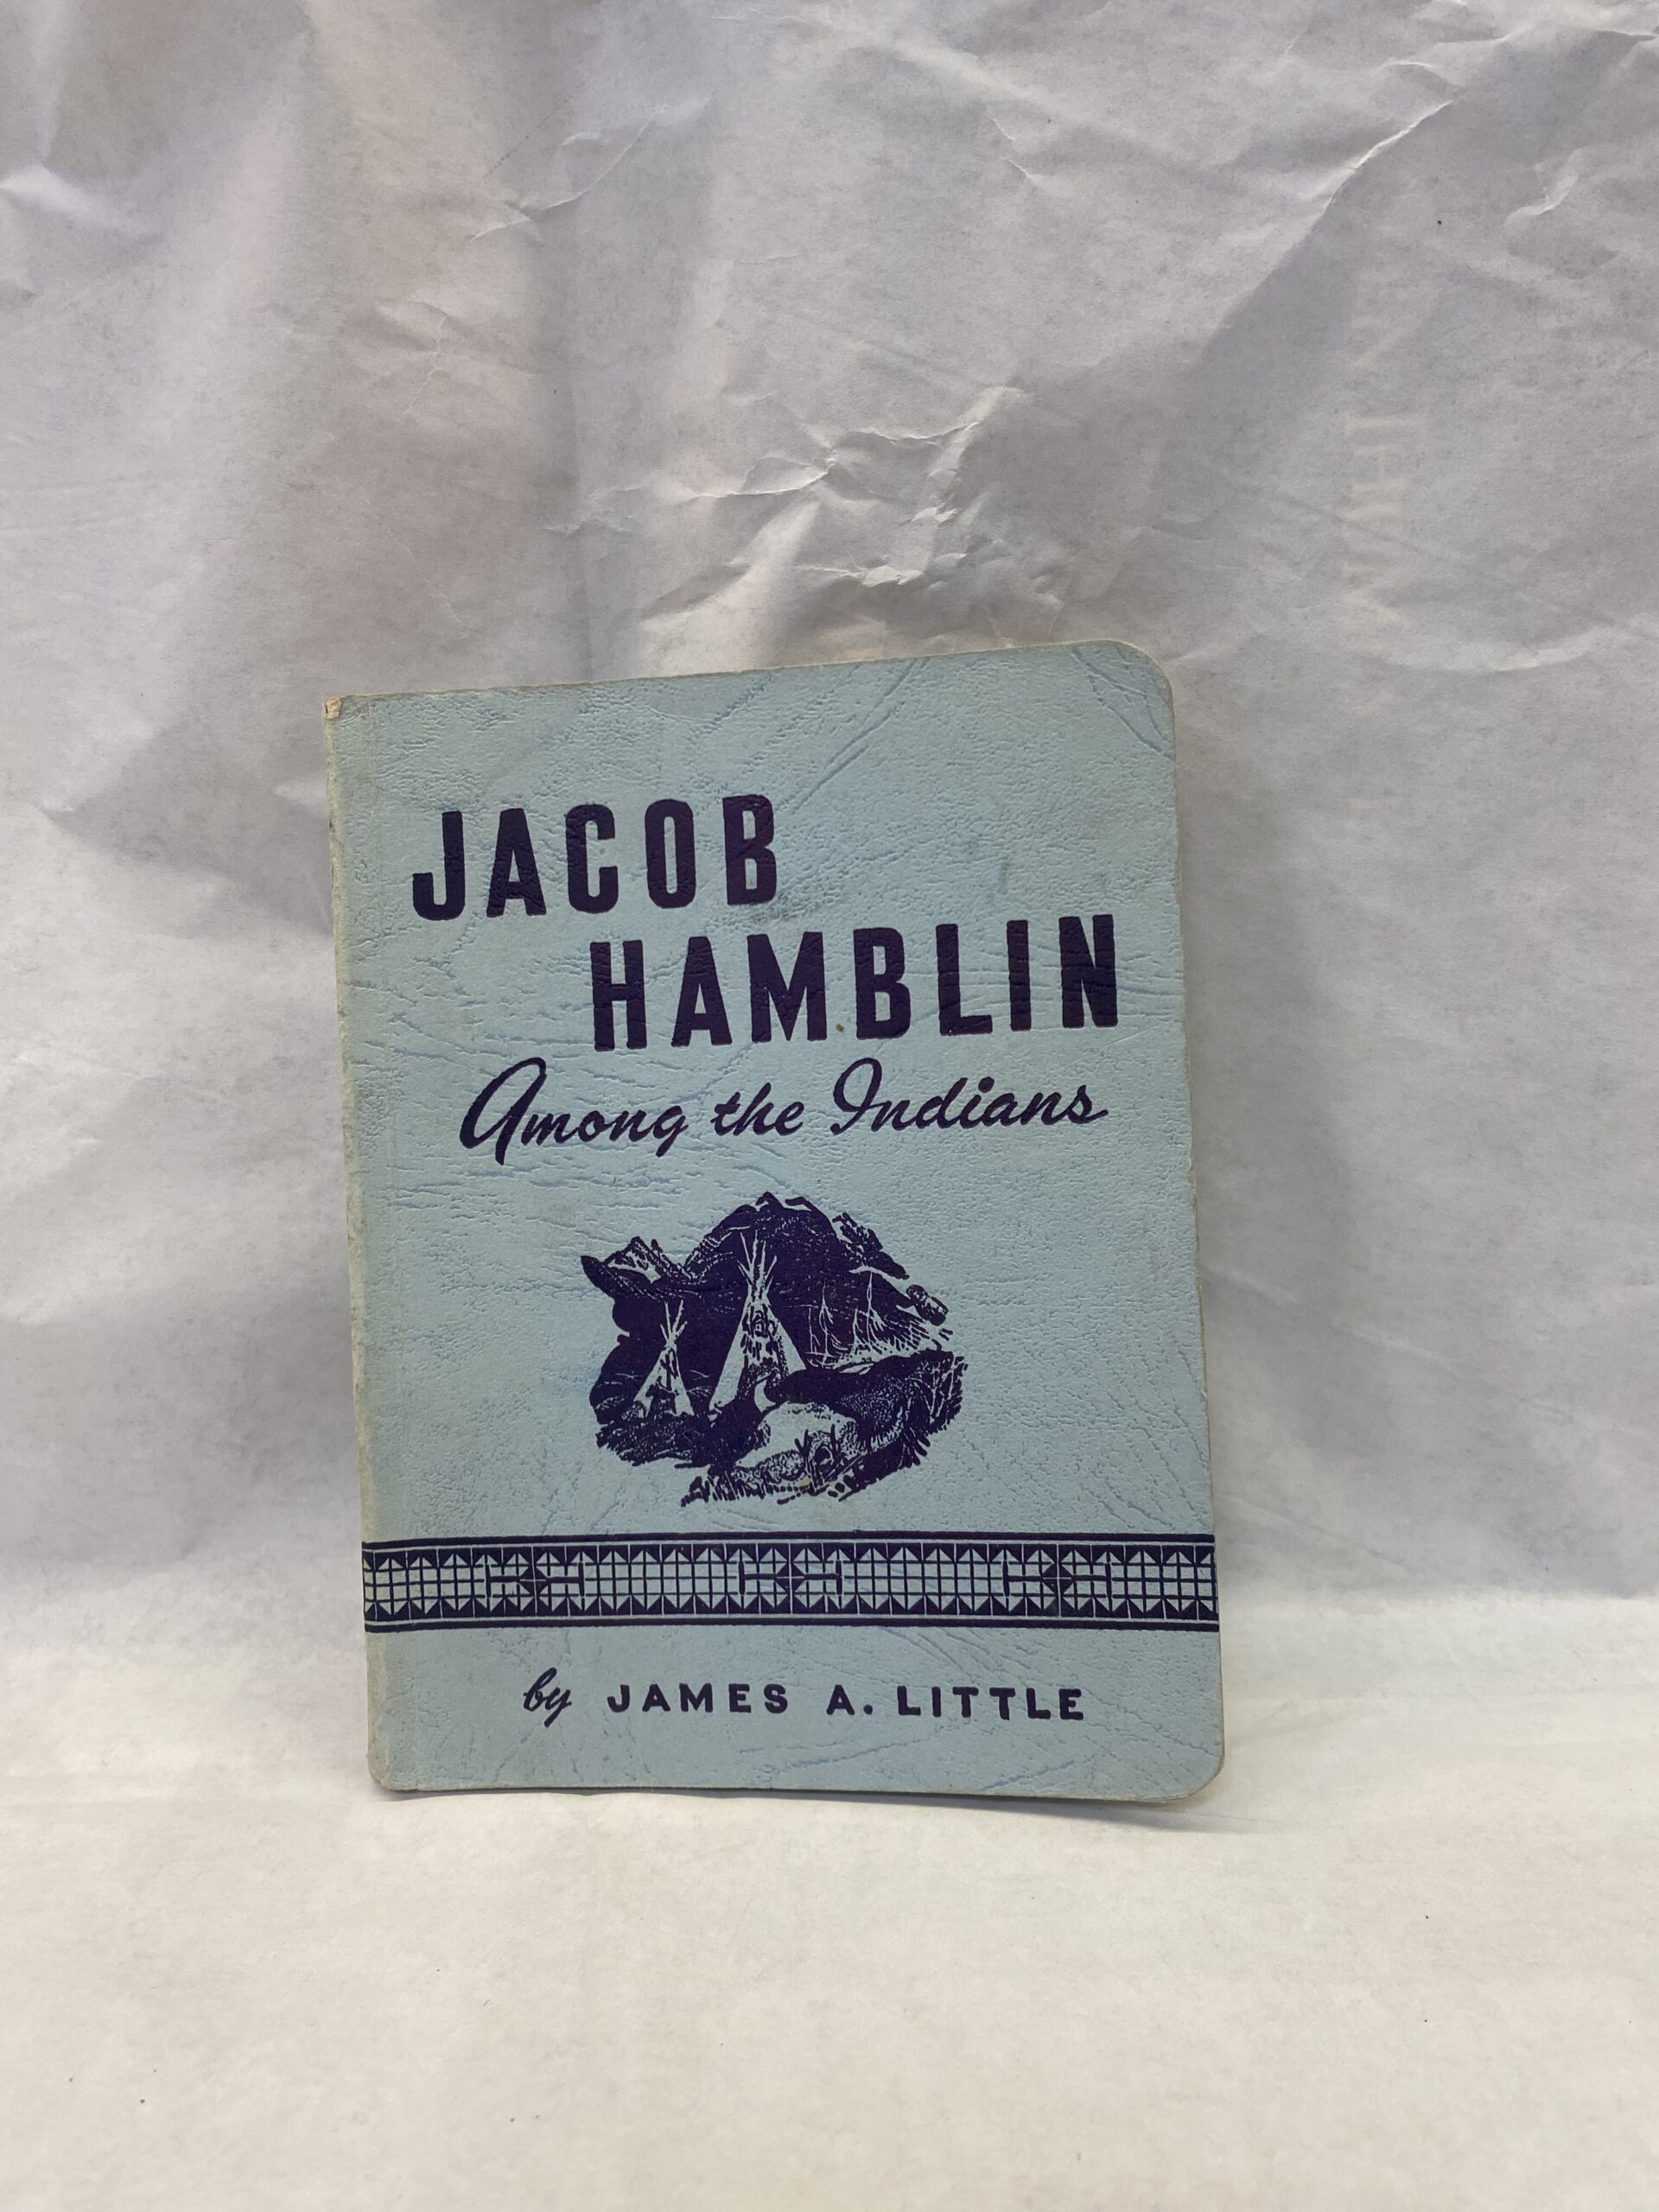 JACOB
HAMBLIN
Among the Indians
by JAMES A. LITTLE